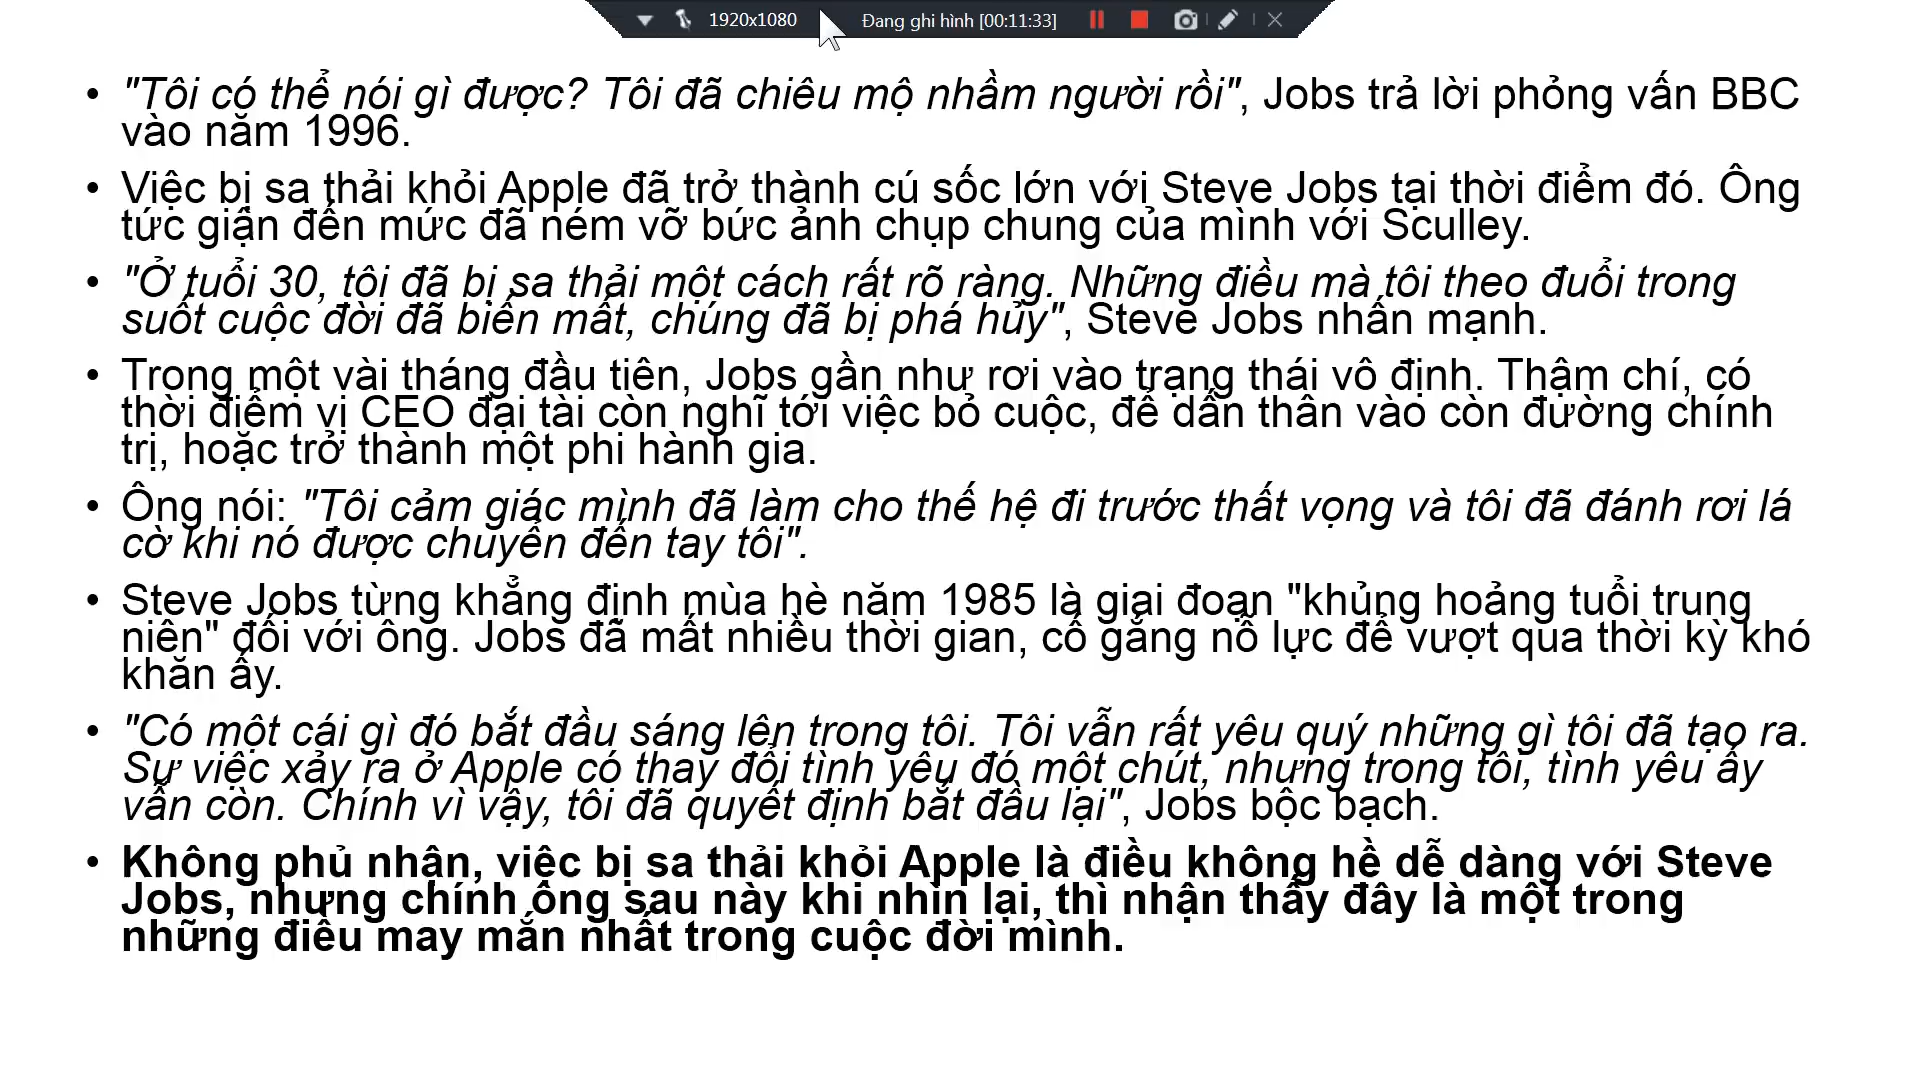 1920x1080 Đang ghi hình [00:11:33]
• "Tôi có thể nói gì được? Tôi đã chiêu mộ nhầm người rồi", Jobs trả lời phỏng vấn BBC
vào năm 1996.
• Việc bị sa thải khỏi Apple đã trở thành cú sốc lớn với Steve Jobs tại thời điểm đó. Ông
tức giận đến mức đã ném vỡ bức ảnh chụp chung của mình với Sculley.
• "Ở tuổi 30, tôi đã bị sa thải một cách rất rõ ràng. Những điều mà tôi theo đuổi trong
suốt cuộc đời đã biến mất, chúng đã bị phá hủy", Steve Jobs nhấn mạnh.
• Trong một vài tháng đầu tiên, Jobs gần như rơi vào trạng thái vô định. Thậm chí, có
thời điểm vị CEO đại tài còn nghĩ tới việc bỏ cuộc, để dấn thân vào còn đường chính
trị, hoặc trở thành một phi hành gia.
• Ông nói: "Tôi cảm giác mình đã làm cho thế hệ đi trước thất vọng và tôi đã đánh rơi lá
cờ khi nó được chuyển đến tay tôi".
• Steve Jobs từng khẳng định mùa hè năm 1985 là giai đoạn "khủng hoảng tuổi trung
niên" đối với ông. Jobs đã mất nhiều thời gian, cố gắng nỗ lực để vượt qua thời kỳ khó
khăn ấy.
• "Có một cái gì đó bắt đầu sáng lên trong tôi. Tôi vẫn rất yêu quý những gì tôi đã tạo ra.
Sự việc xảy ra ở Apple có thay đổi tình yêu đó một chút, nhưng trong tôi, tình yêu ấy
vẫn còn. Chính vì vậy, tôi đã quyết định bắt đầu lại", Jobs bộc bạch.
• Không phủ nhận, việc bị sa thải khỏi Apple là điều không hề dễ dàng với Steve
Jobs, nhưng chính ông sau này khi nhìn lại, thì nhận thấy đây là một trong
những điều may mắn nhất trong cuộc đời mình.